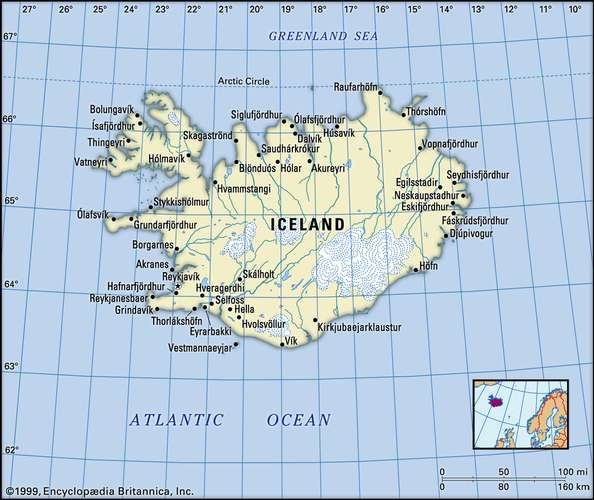 27° 26° 25° 24° 23° 22° 21° 20° 19° 18° 17° 16° 15° 14° 13° 12° 11° 10°
67°
GREENLAND SEA
Arctic Circle
Raufarhöfn
Bolungavík
Ísafjördhur
Siglufjördhur
Ólafsfjördhur
Thórshöfn
66°
66°
Thingeyri
Skagaströnd
Dalvík
Húsavík
Vatneyri
Hólmavík
Saudhárkrókur
Vopnafjördhur
Blönduós
Hólar
Akureyri
Hvammstangi
Egilsstadir
Seydhisfjördhur
Neskaupstadhur
Stykkishólmur
Eskifjördhur
65°
65°
Ólafsvík
Grundarfjördhur
ICELAND
Fáskrúdsfjördhur
Djúpivogur
Borgarnes
Akranes
Reykjavík
Skálholt
Höfn
Hafnarfjördhur
Hveragerdhi
64°
64°
Reykjanesbaer
Selfoss
Grindavík
Hella
Thorlákshöfn
Hvolsvöllur
Kirkjubaejarklaustur
Eyrarbakki
Vestmannaeyjar
Vík
63°
63°
ATLANTIC OCEAN
62°
0 50 100 mi
0 80 160 km
©1999, Encyclopædia Britannica, Inc.